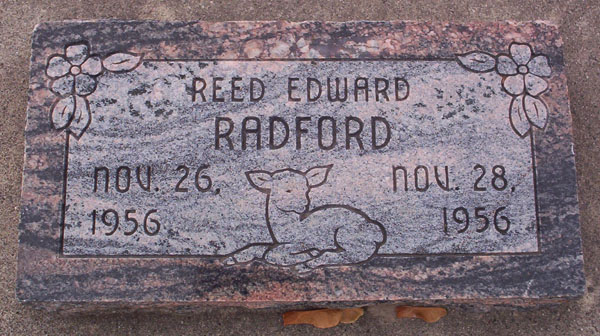 REED EDWARD
RADFORD
NOV. 26, 1956
NOV. 28, 1956